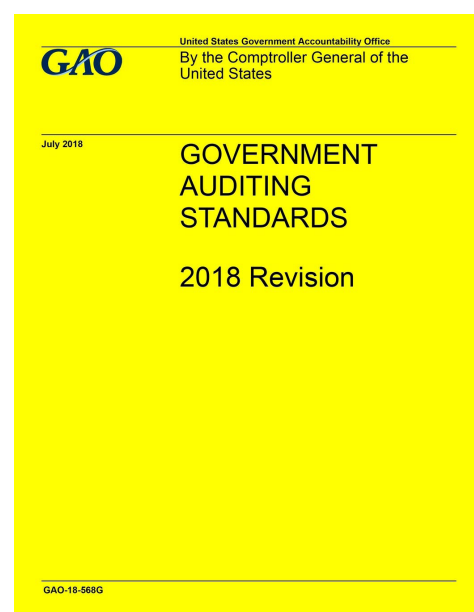 United States Government Accountability Office
GAO
By the Comptroller General of the
United States
July 2018
GOVERNMENT
AUDITING
STANDARDS
2018 Revision
GAO-18-568G